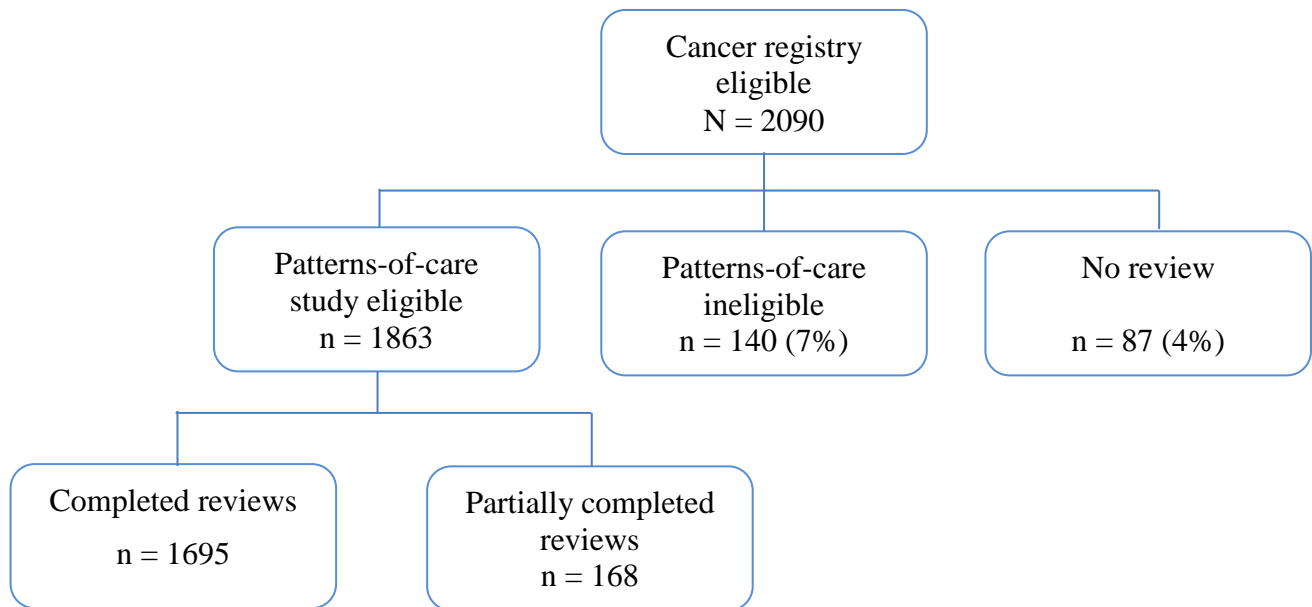 Cancer registry
eligible
N = 2090
Patterns-of-care
study eligible
n = 1863
Patterns-of-care
ineligible
n = 140 (7%)
No review
n = 87 (4%)
Completed reviews
n = 1695
Partially completed
reviews
n = 168